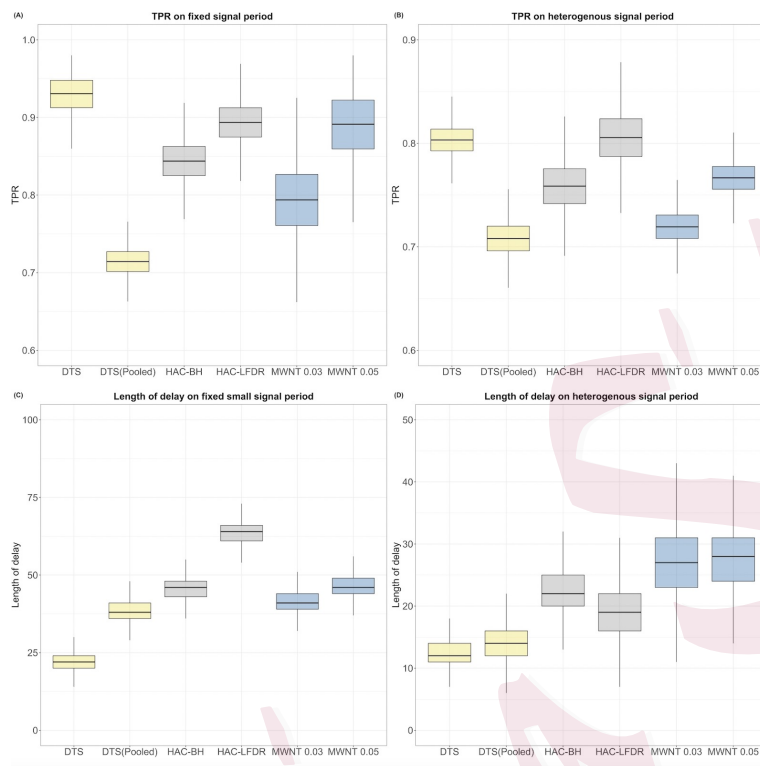 (A) TPR on fixed signal period
1.0
0.9
0.8
0.7
0.6
TPR
DTS DTS(Pooled) HAC-BH HAC-LFDR MWNT 0.03 MWNT 0.05
(B) TPR on heterogenous signal period
0.9
0.8
0.7
0.6
TPR
DTS DTS(Pooled) HAC-BH HAC-LFDR MWNT 0.03 MWNT 0.05
(C) Length of delay on fixed small signal period
100
75
50
25
0
Length of delay
DTS DTS(Pooled) HAC-BH HAC-LFDR MWNT 0.03 MWNT 0.05
(D) Length of delay on heterogenous signal period
50
40
30
20
10
0
Length of delay
DTS DTS(Pooled) HAC-BH HAC-LFDR MWNT 0.03 MWNT 0.05